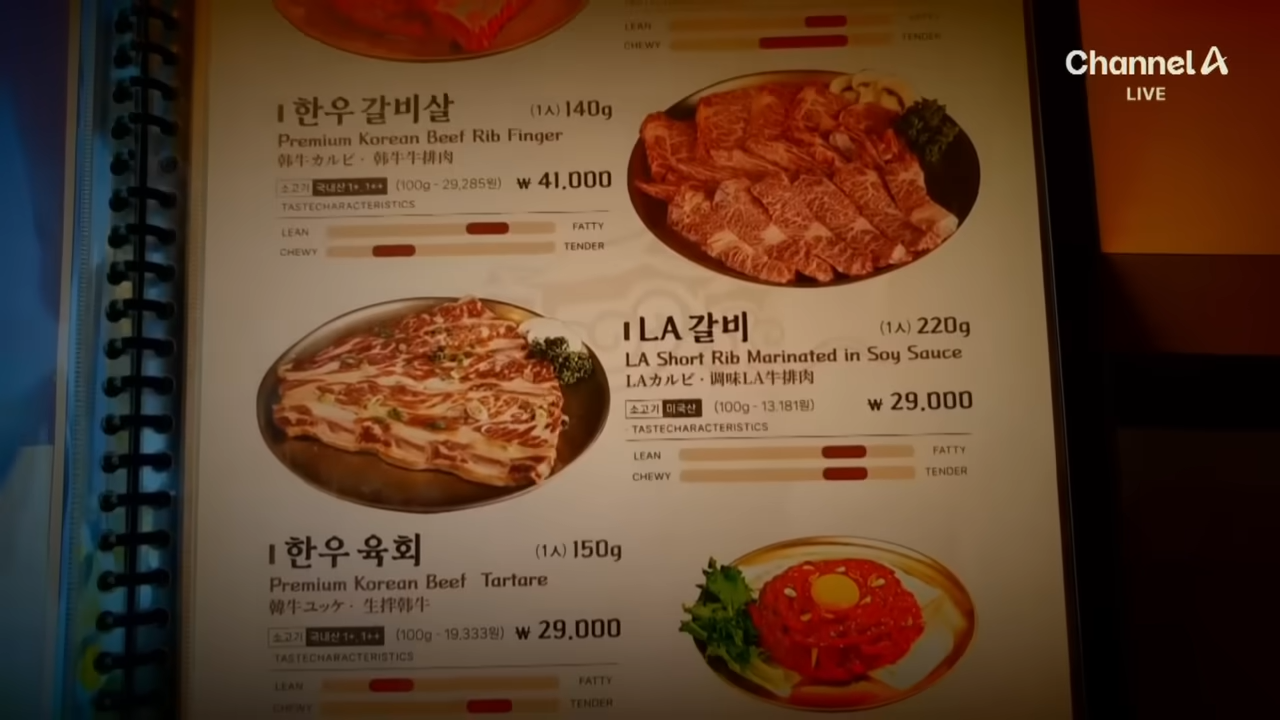 LEAN
CHEWY TENDER
Channel A
LIVE
한우 갈비살 (1人) 140g
Premium Korean Beef Rib Finger
韩牛カルビ · 韩牛牛排肉
소고기 국내산 1+, 1++ (100g - 29,285원) ₩ 41,000
TASTECHARACTERISTICS
LEAN FATTY
CHEWY TENDER
LA 갈비 (1人) 220g
LA Short Rib Marinated in Soy Sauce
LAカルビ · 调味LA牛排肉
소고기 미국산 (100g - 13.181원) ₩ 29,000
TASTECHARACTERISTICS
LEAN FATTY
CHEWY TENDER
한우 육회 (1人) 150g
Premium Korean Beef Tartare
韓牛ユッケ · 生拌韩牛
소고기 국내산 1+, 1++ (100g - 19.333원) ₩ 29,000
TASTECHARACTERISTICS
LEAN FATTY
CHEWY TENDER